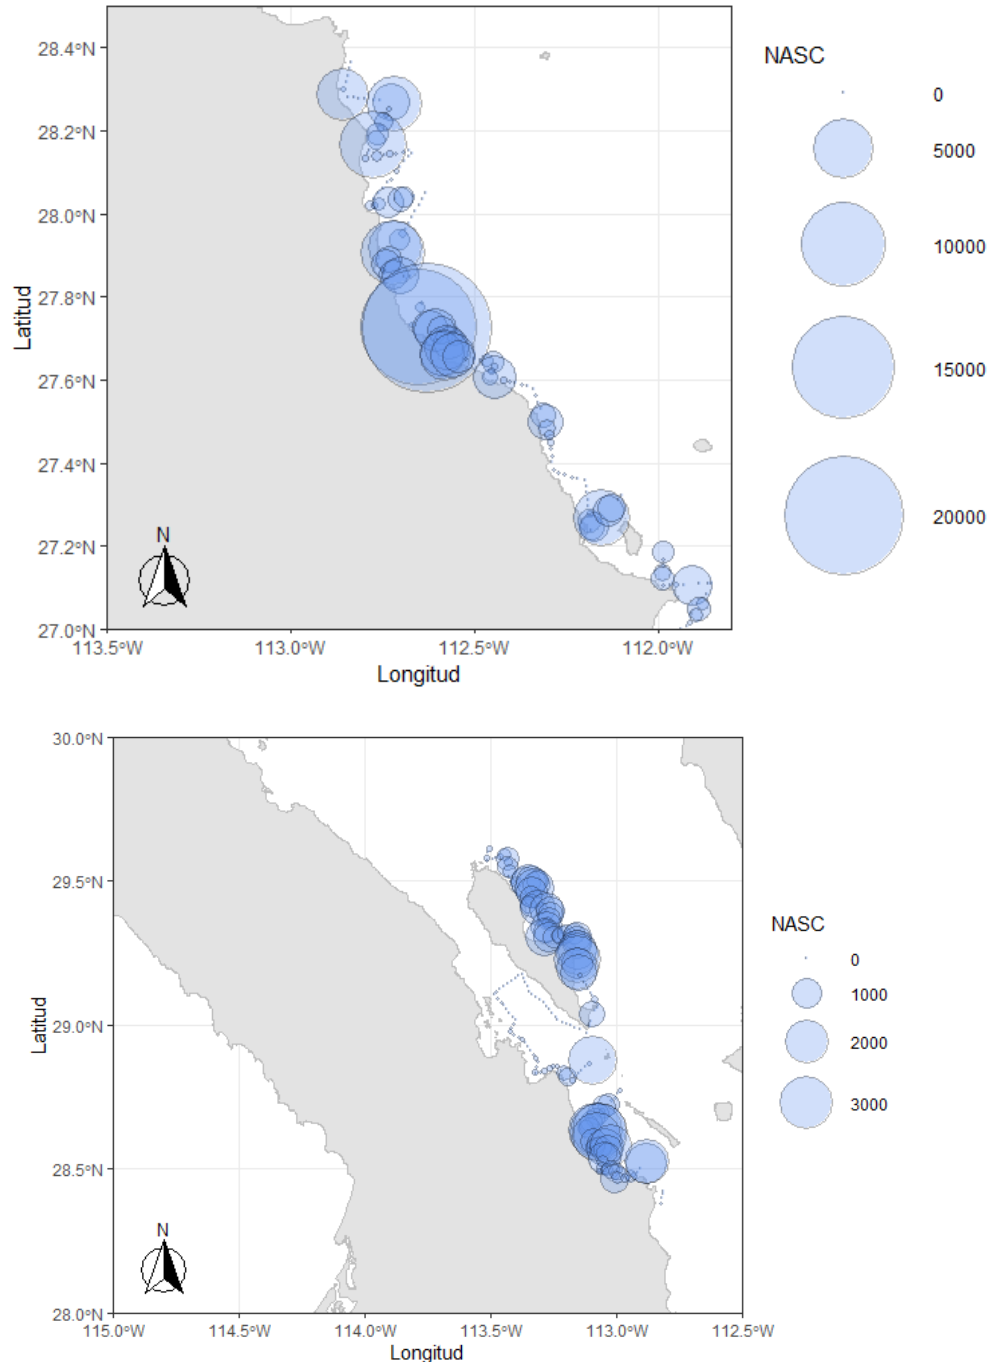 NASC
0
5000
10000
15000
20000
28.4°N
28.2°N
28.0°N
27.8°N
27.6°N
27.4°N
27.2°N
27.0°N
Latitud
N
113.5°W 113.0°W 112.5°W 112.0°W
Longitud
30.0°N
29.5°N
29.0°N
28.5°N
28.0°N
Latitud
N
115.0°W 114.5°W 114.0°W 113.5°W 113.0°W 112.5°W
Longitud
NASC
0
1000
2000
3000